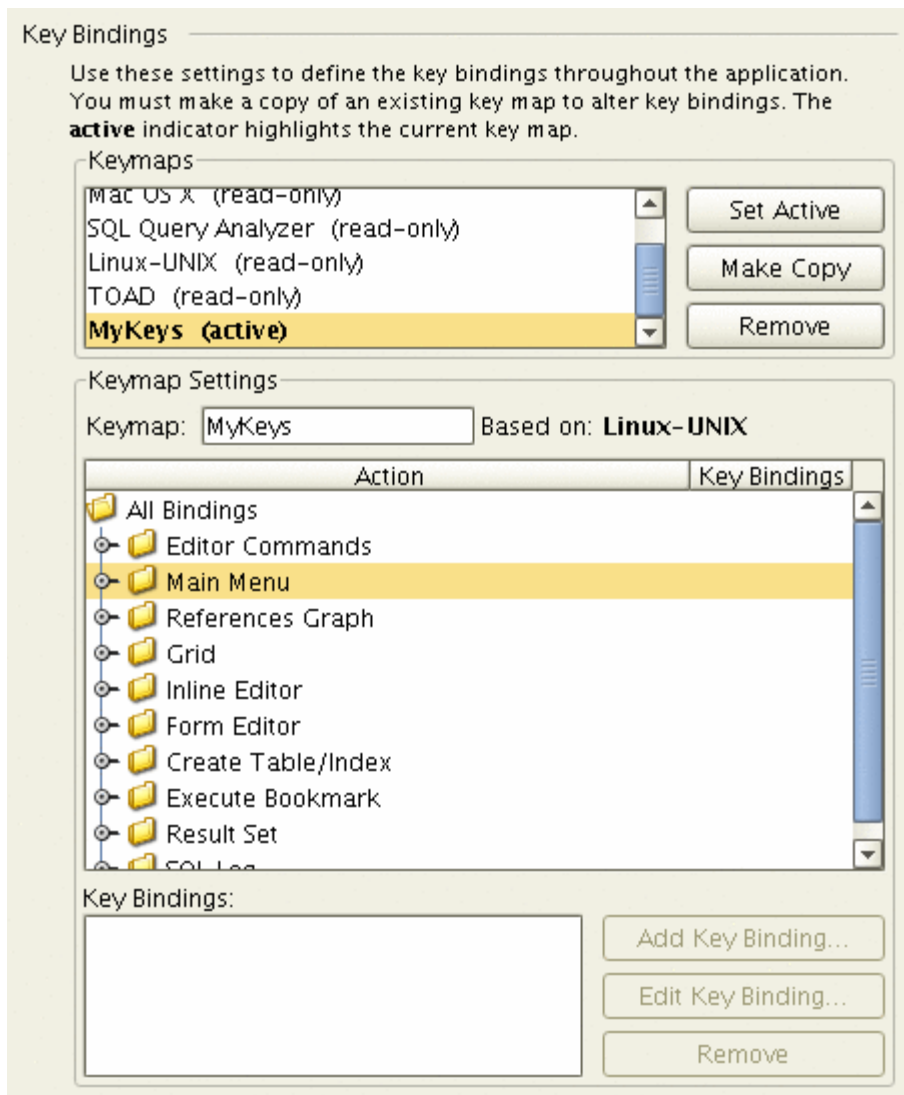 Key Bindings
Use these settings to define the key bindings throughout the application.
You must make a copy of an existing key map to alter key bindings. The
active indicator highlights the current key map.
Keymaps
Mac OS X (read-only)
SQL Query Analyzer (read-only)
Linux-UNIX (read-only)
TOAD (read-only)
MyKeys (active)
Set Active
Make Copy
Remove
Keymap Settings
Keymap: MyKeys Based on: Linux-UNIX
Action Key Bindings
All Bindings
Editor Commands
Main Menu
References Graph
Grid
Inline Editor
Form Editor
Create Table/Index
Execute Bookmark
Result Set
SQL Log
Key Bindings:
Add Key Binding...
Edit Key Binding...
Remove